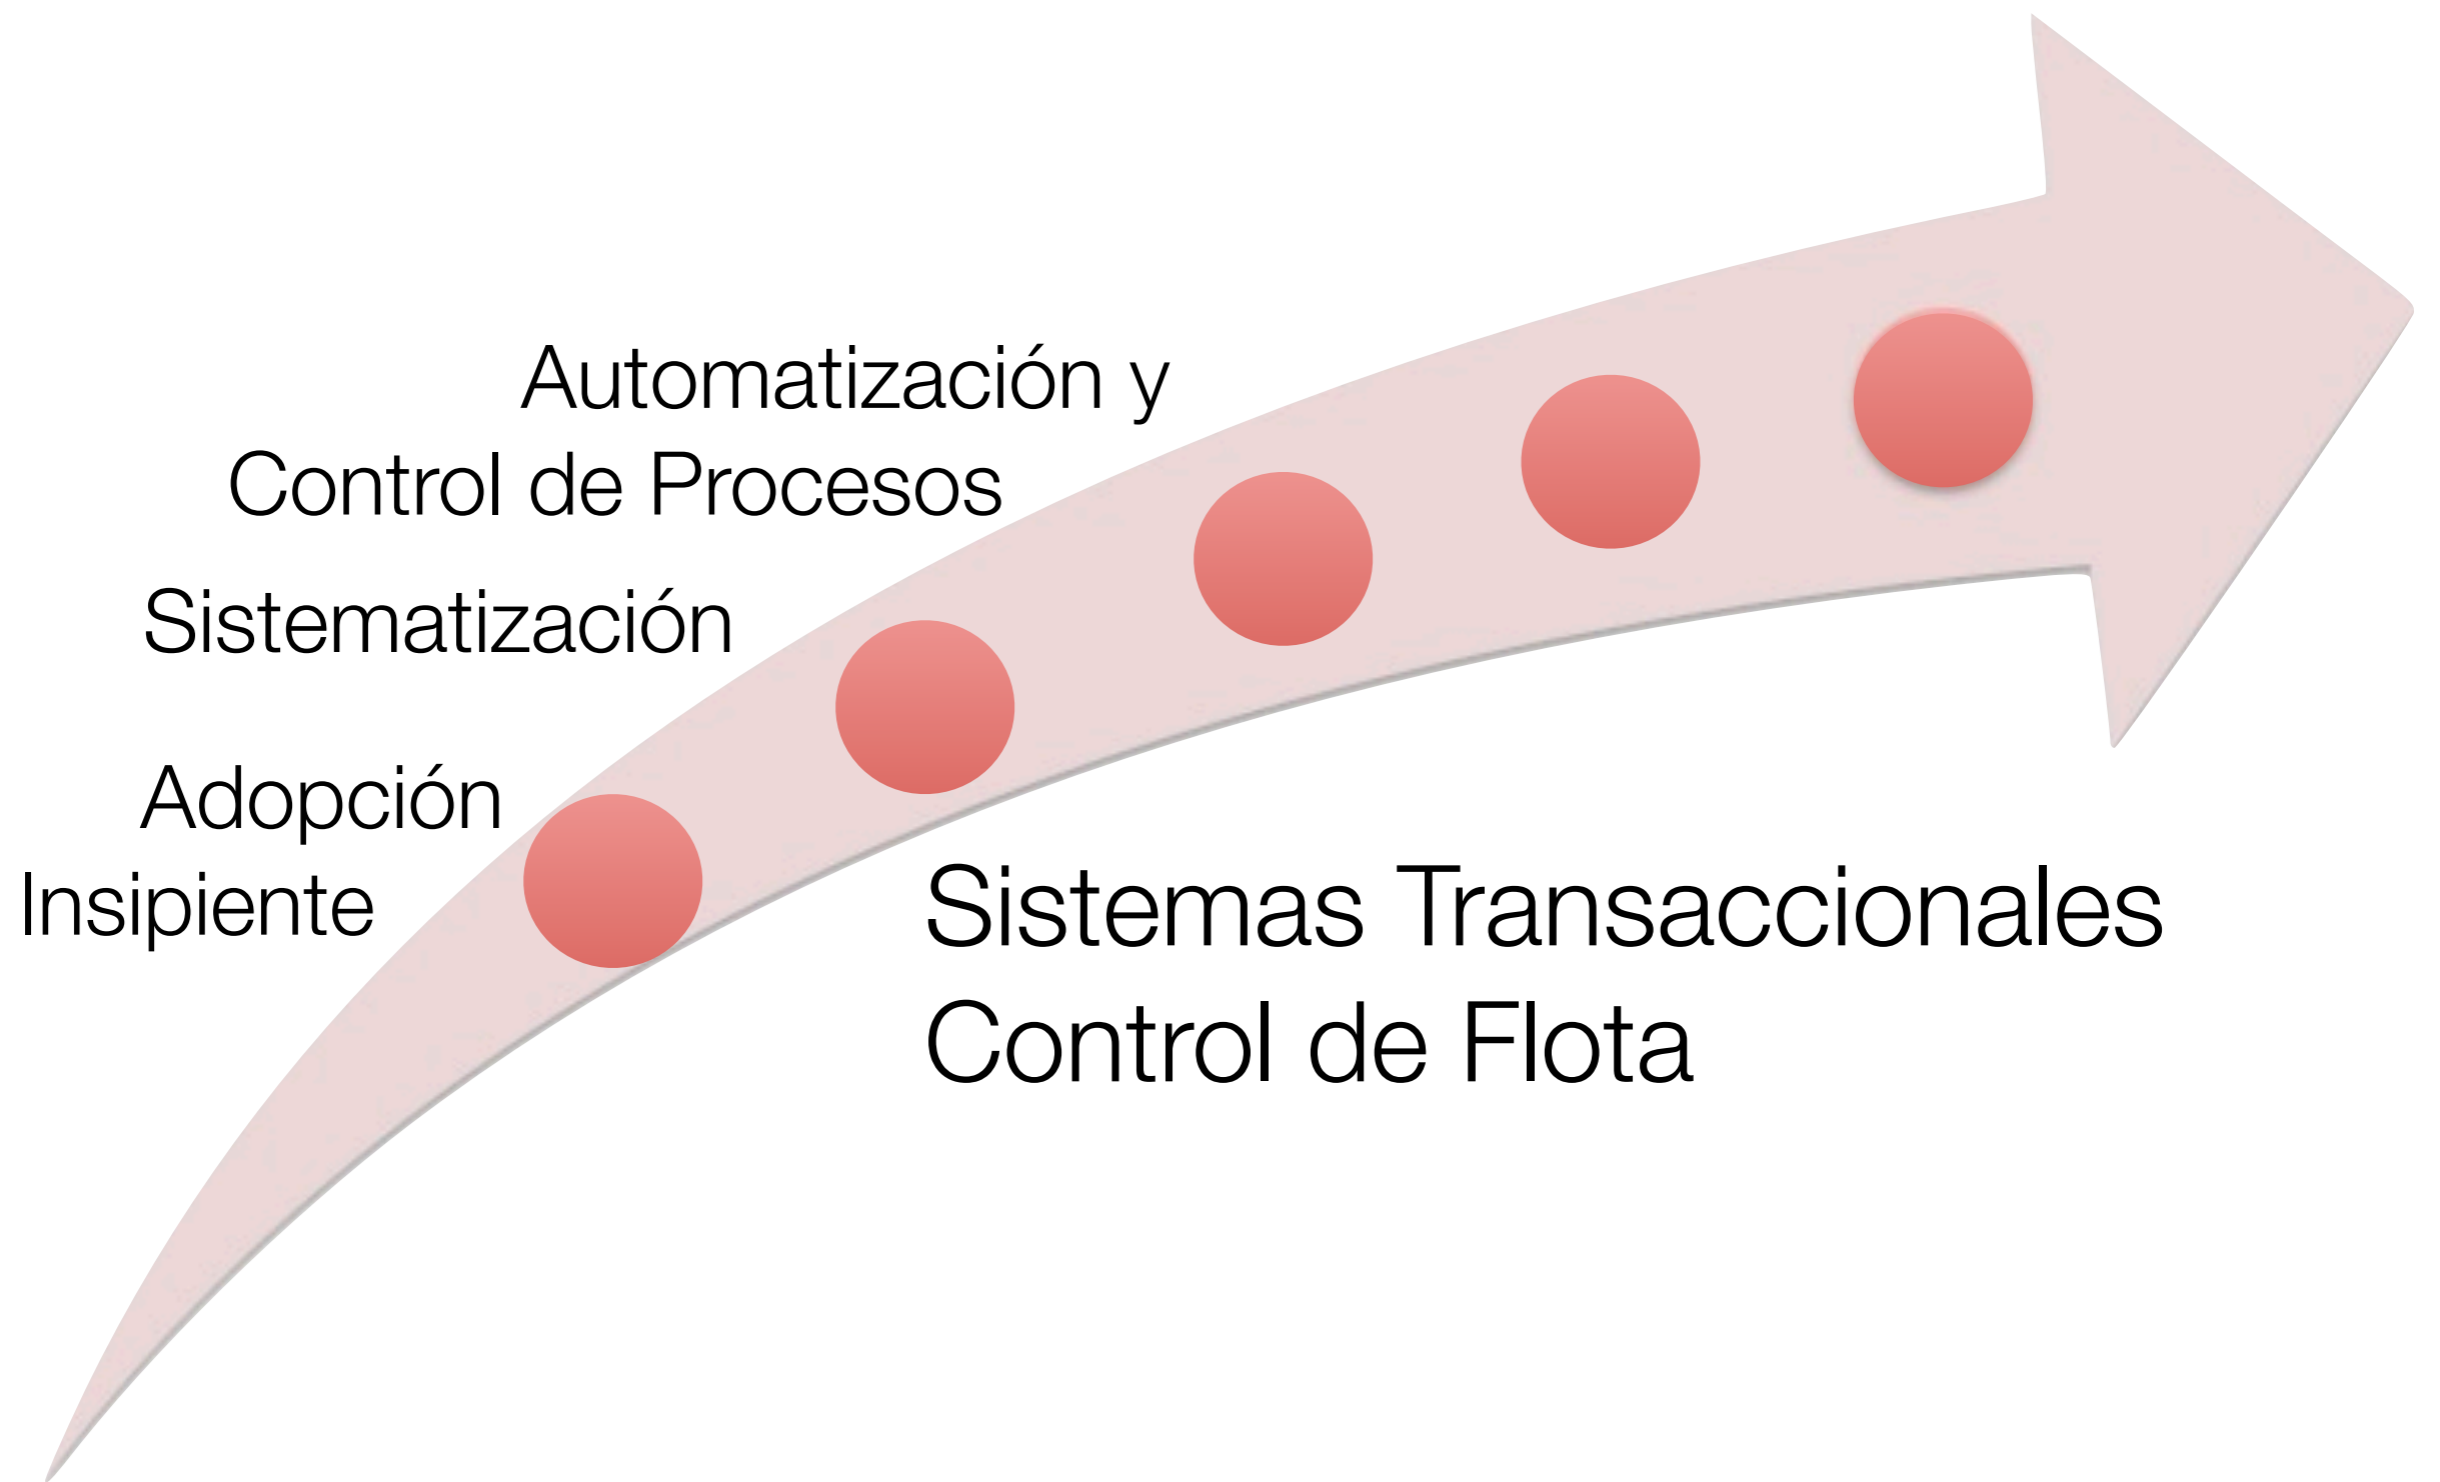 Automatización y
Control de Procesos
Sistematización
Adopción
Insipiente
Sistemas Transaccionales
Control de Flota